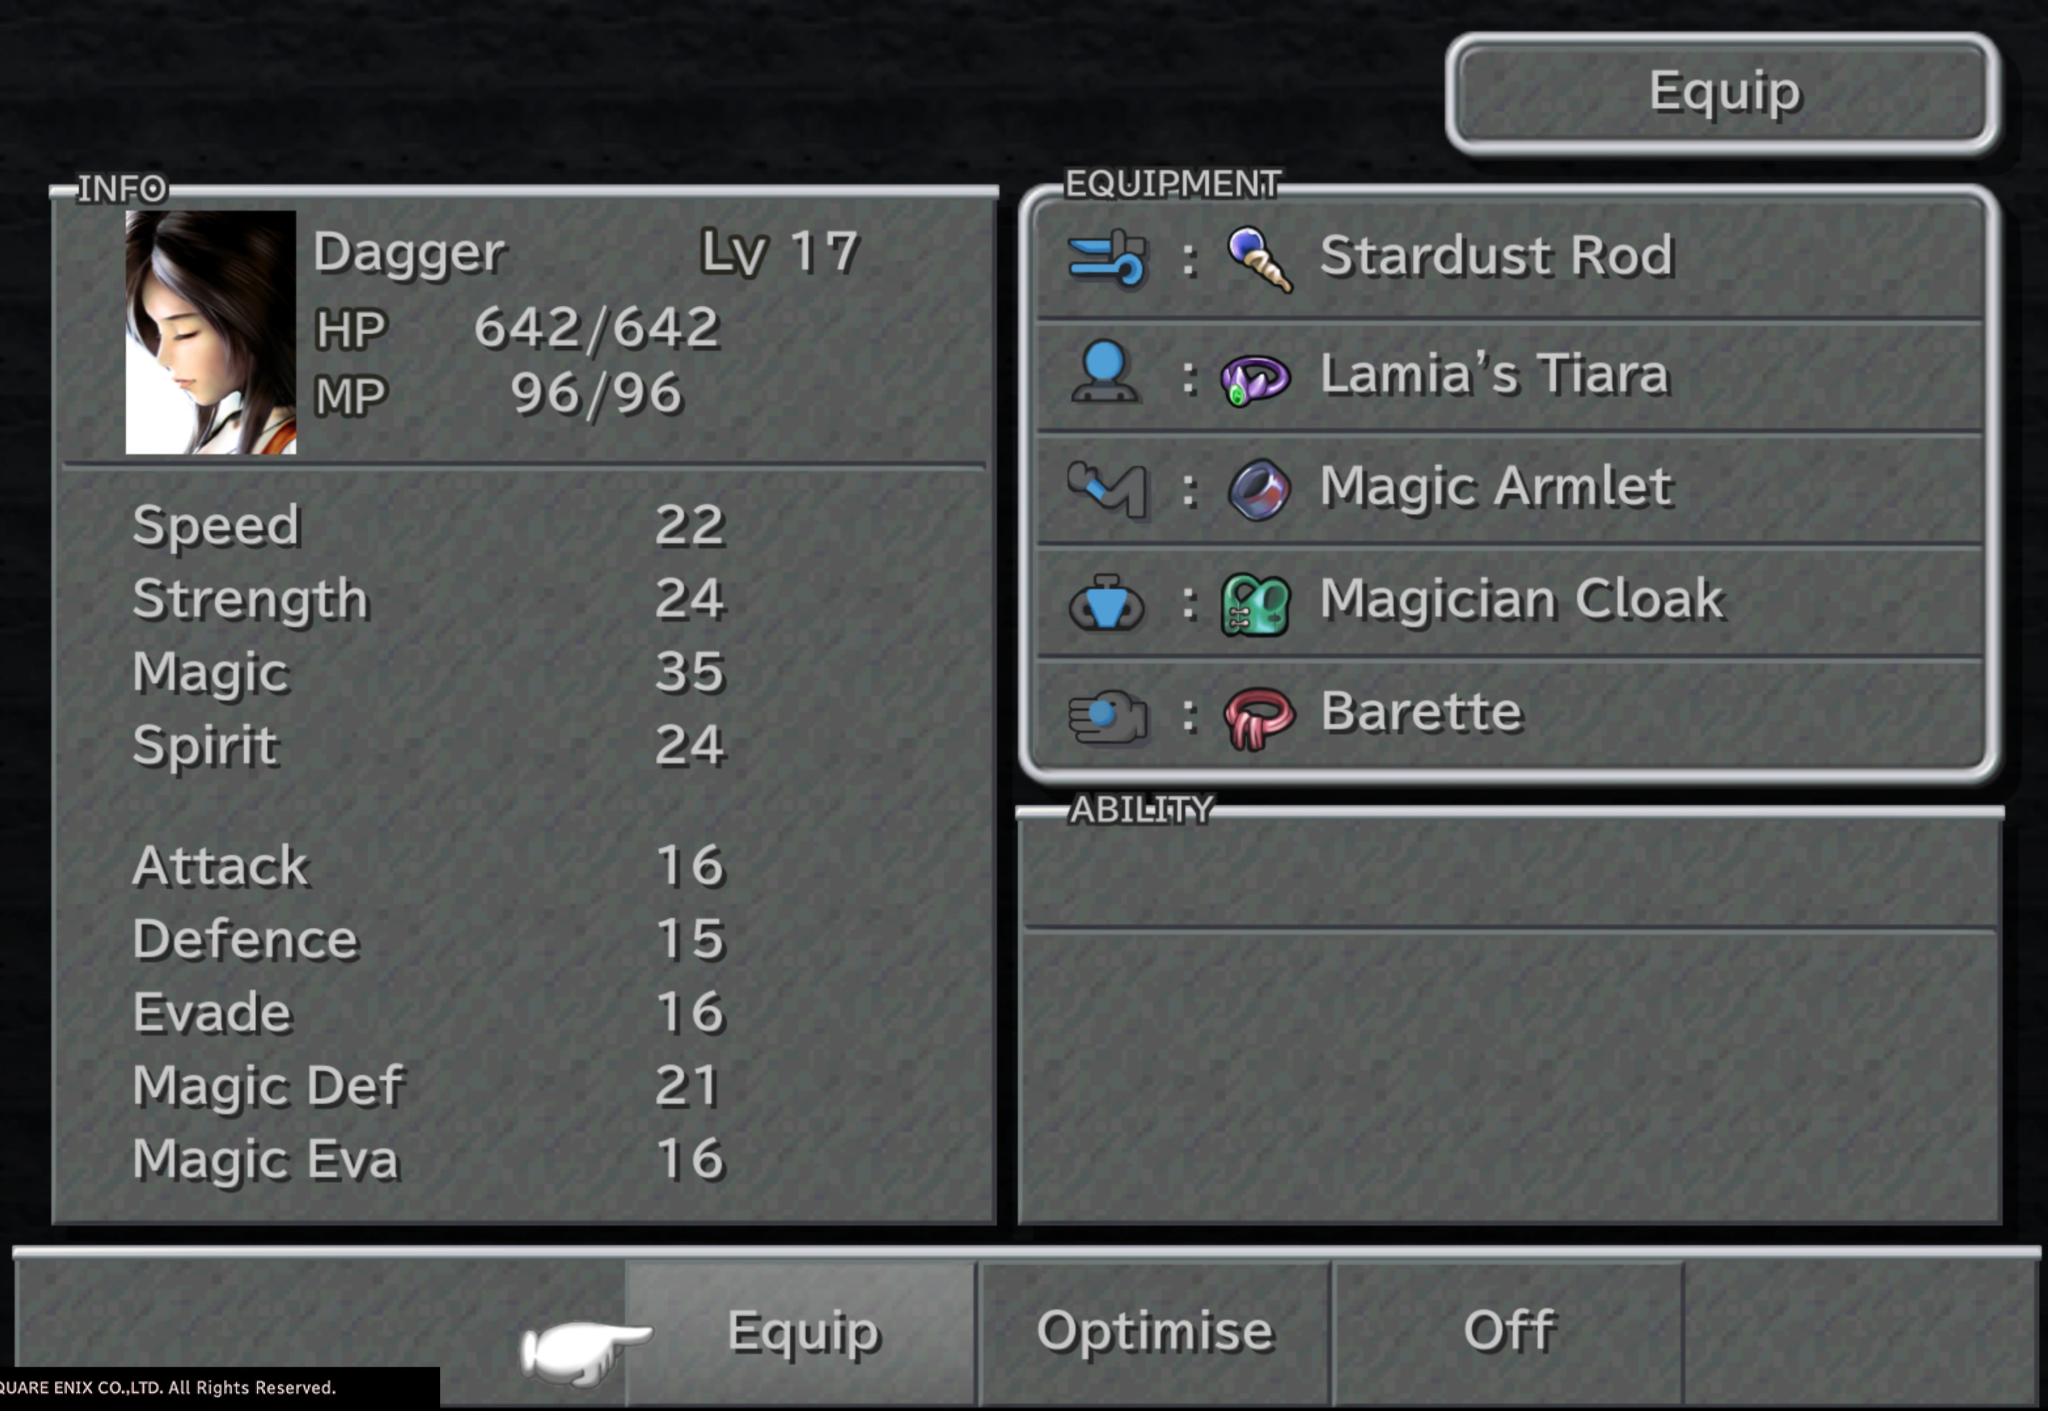 Equip
INFO
Dagger Lv 17
HP 642/642
MP 96/96
Speed 22
Strength 24
Magic 35
Spirit 24
Attack 16
Defence 15
Evade 16
Magic Def 21
Magic Eva 16
EQUIPMENT
: Stardust Rod
: Lamia's Tiara
: Magic Armlet
: Magician Cloak
: Barette
ABILITY
Equip Optimise Off
QUARE ENIX CO.,LTD. All Rights Reserved.